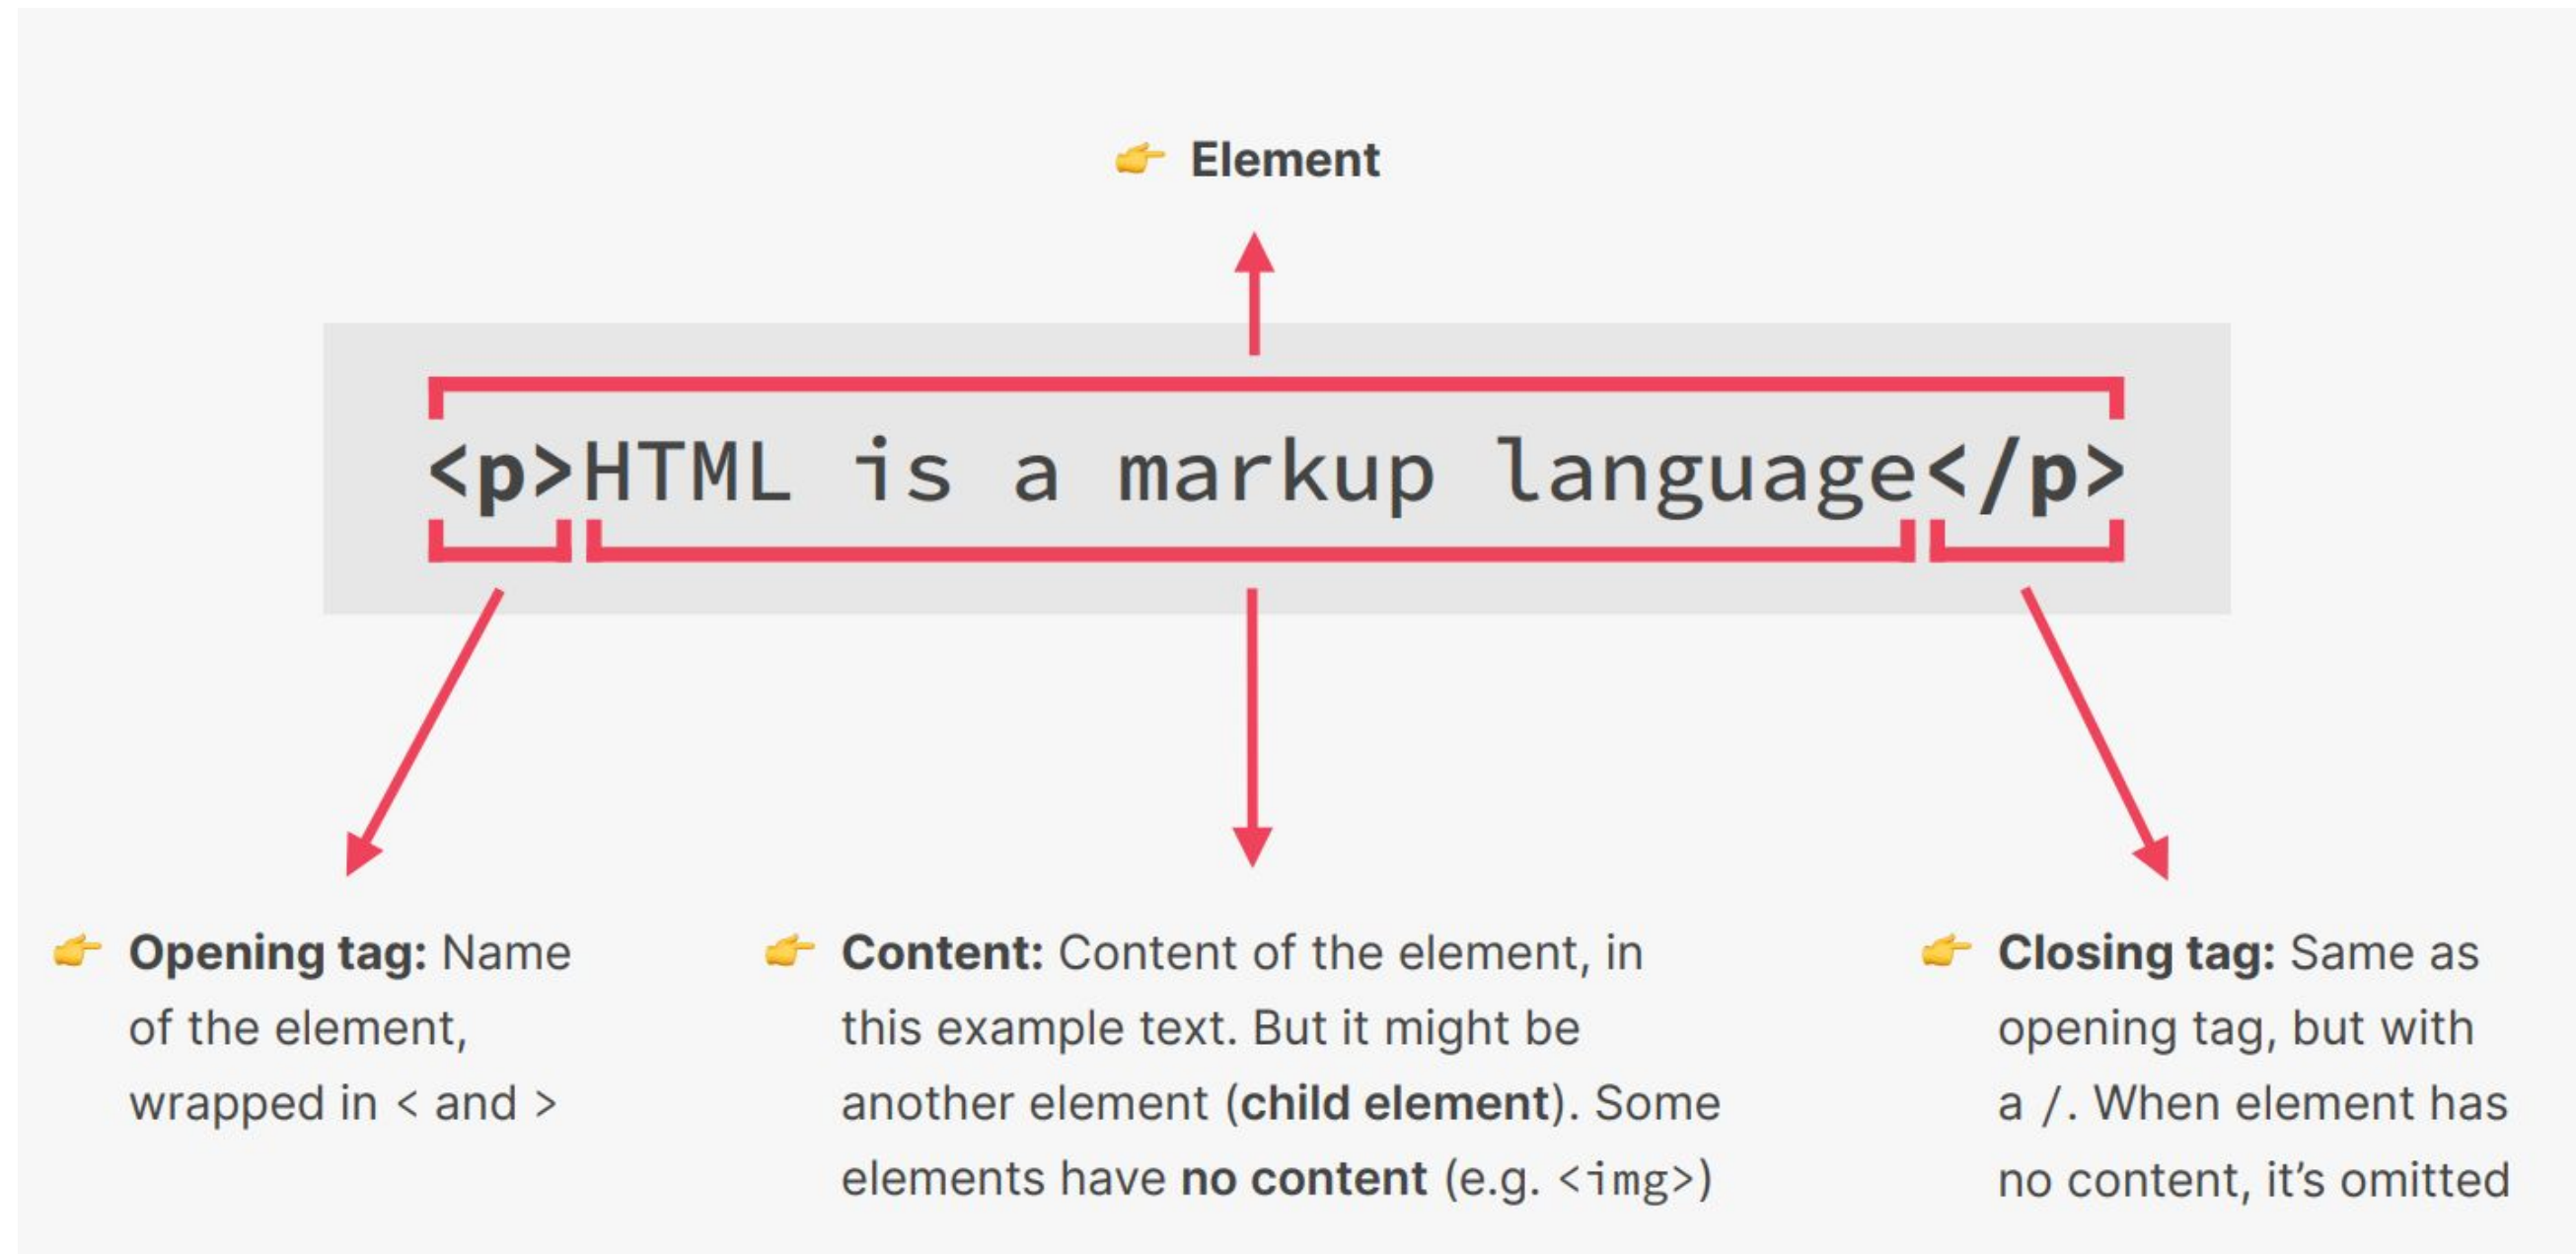 👉 Element
<p>HTML is a markup language</p>
👉 Opening tag: Name
of the element,
wrapped in < and >
👉 Content: Content of the element, in
this example text. But it might be
another element (child element). Some
elements have no content (e.g. <img>)
👉 Closing tag: Same as
opening tag, but with
a /. When element has
no content, it’s omitted